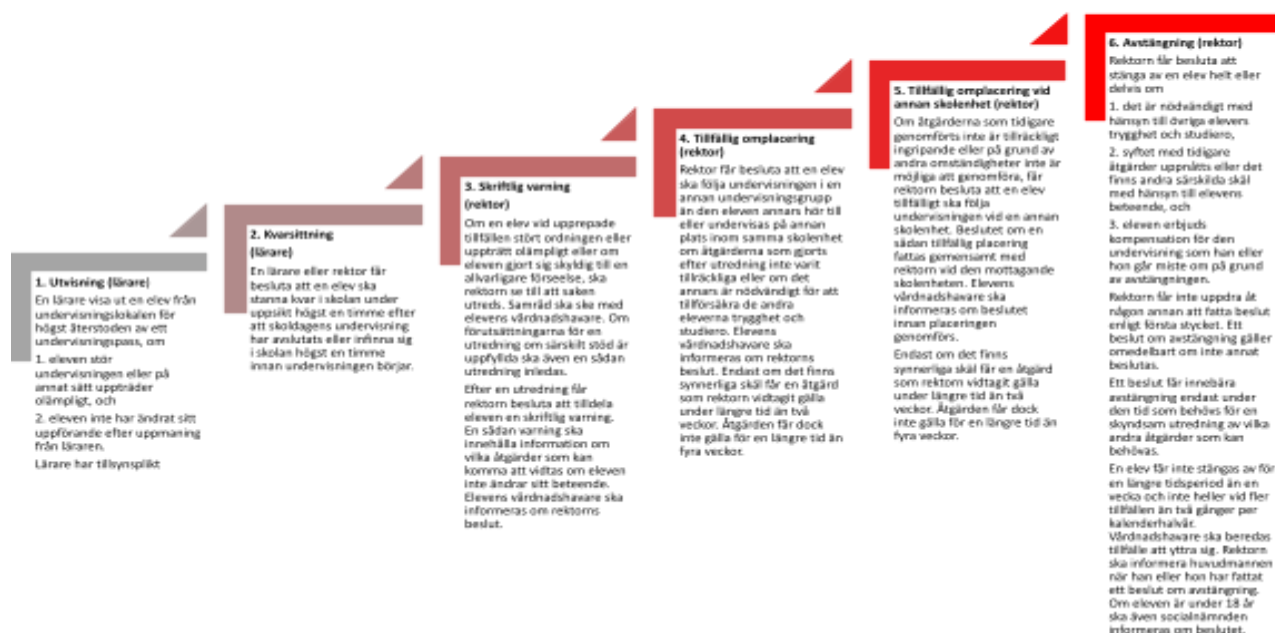 1. Utvisning (lärare)
En lärare visa ut en elev från
undervisningslokalen för
högst återstoden av ett
undervisningspass, om
1. eleven stör
undervisningen eller på
annat sätt uppträder
olämpligt, och
2. eleven inte har ändrat sitt
uppförande efter uppmaning
från läraren.
Lärare har tillsynsplikt
2. Kvarsittning
(lärare)
En lärare eller rektor får
besluta att en elev ska
stanna kvar i skolan under
uppsikt högst en timme efter
att skoldagens undervisning
har avslutats eller infinna sig
i skolan högst en timme
innan undervisningen börjar.
3. Skriftlig varning
(rektor)
Om en elev vid upprepade
tillfällen stört ordningen eller
uppträtt olämpligt eller om
eleven gjort sig skyldig till en
allvarligare förseelse, ska
rektorn se till att saken
utreds. Samråd ska ske med
elevens vårdnadshavare. Om
förutsättningarna för en
utredning om särskilt stöd är
uppfyllda ska även en sådan
utredning inledas.
Efter en utredning får
rektorn besluta att tilldela
eleven en skriftlig varning.
En sådan varning ska
innehålla information om
vilka åtgärder som kan
komma att vidtas om eleven
inte ändrar sitt beteende.
Elevens vårdnadshavare ska
informeras om rektorns
beslut.
4. Tillfällig omplacering
(rektor)
Rektor får besluta att en elev
ska följa undervisningen i en
annan undervisningsgrupp
än den eleven annars hör till
eller undervisas på annan
plats inom samma skolenhet
om åtgärderna som gjorts
efter utredning inte varit
tillräckliga eller om det
annars är nödvändigt för att
tillförsäkra de andra
eleverna trygghet och
studiero. Elevens
vårdnadshavare ska
informeras om rektorns
beslut. Endast om det finns
synnerliga skäl får en åtgärd
som rektorn vidtagit gälla
under längre tid än två
veckor. Åtgärden får dock
inte gälla för en längre tid än
fyra veckor.
5. Tillfällig omplacering vid
annan skolenhet (rektor)
Om åtgärderna som tidigare
genomförts inte är tillräckligt
ingripande eller på grund av
andra omständigheter inte är
möjliga att genomföra, får
rektorn besluta att en elev
tillfälligt ska följa
undervisningen vid en annan
skolenhet. Beslutet om en
sådan tillfällig placering
fattas gemensamt med
rektorn vid den mottagande
skolenheten. Elevens
vårdnadshavare ska
informeras om beslutet
innan placeringen
genomförs.
Endast om det finns
synnerliga skäl får en åtgärd
som rektorn vidtagit gälla
under längre tid än två
veckor. Åtgärden får dock
inte gälla för en längre tid än
fyra veckor.
6. Avstängning (rektor)
Rektorn får besluta att
stänga av en elev helt eller
delvis om
1. det är nödvändigt med
hänsyn till övriga elevers
trygghet och studiero,
2. syftet med tidigare
åtgärder uppnåtts eller det
finns andra särskilda skäl
med hänsyn till elevens
beteende, och
3. eleven erbjuds
kompensation för den
undervisning som han eller
hon går miste om på grund
av avstängningen.
Rektorn får inte uppdra åt
någon annan att fatta beslut
enligt första stycket. Ett
beslut om avstängning gäller
omedelbart om inte annat
beslutas.
Ett beslut får innebära
avstängning endast under
den tid som behövs för en
skyndsam utredning av vilka
andra åtgärder som kan
behövas.
En elev får inte stängas av för
en längre tidsperiod än en
vecka och inte heller vid fler
tillfällen än två gånger per
kalenderhalvår.
Vårdnadshavare ska beredas
tillfälle att yttra sig. Rektorn
ska informera huvudmannen
när han eller hon har fattat
ett beslut om avstängning.
Om eleven är under 18 år
ska även socialnämnden
informeras om beslutet.